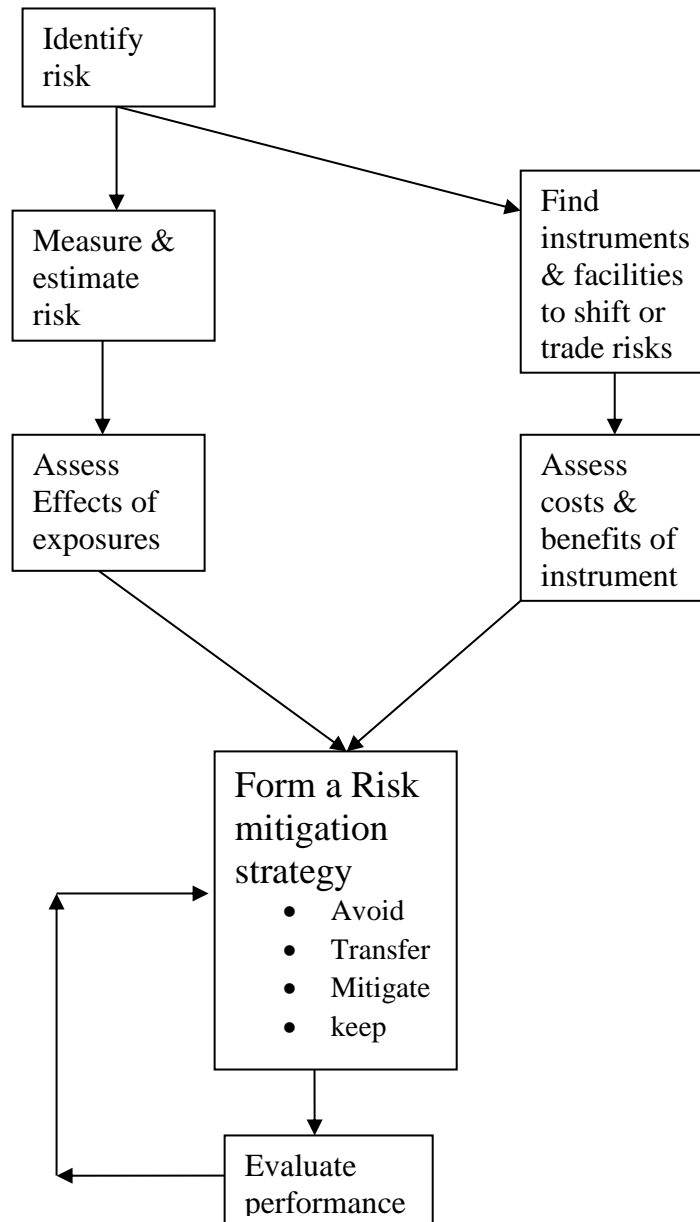 Identify
risk
Measure &
estimate
risk
Find
instruments
& facilities
to shift or
trade risks
Assess
Effects of
exposures
Assess
costs &
benefits of
instrument
Form a Risk
mitigation
strategy
• Avoid
• Transfer
• Mitigate
• keep
Evaluate
performance